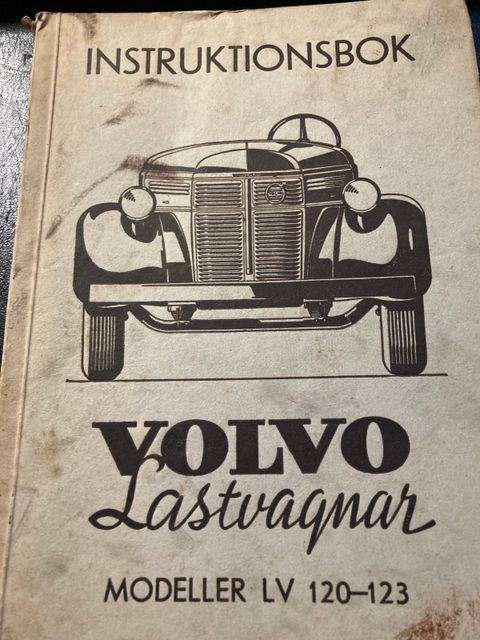 INSTRUKTIONSBOK
VOLVO
Lastvagnar
MODELLER LV 120–123